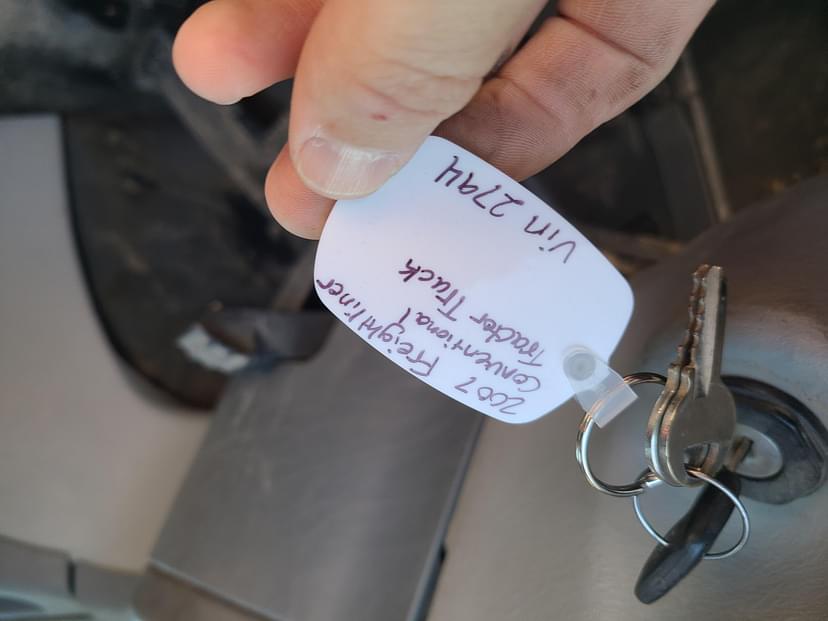 2007 Freightliner
Conventional
Tractor Truck
Vin 2794